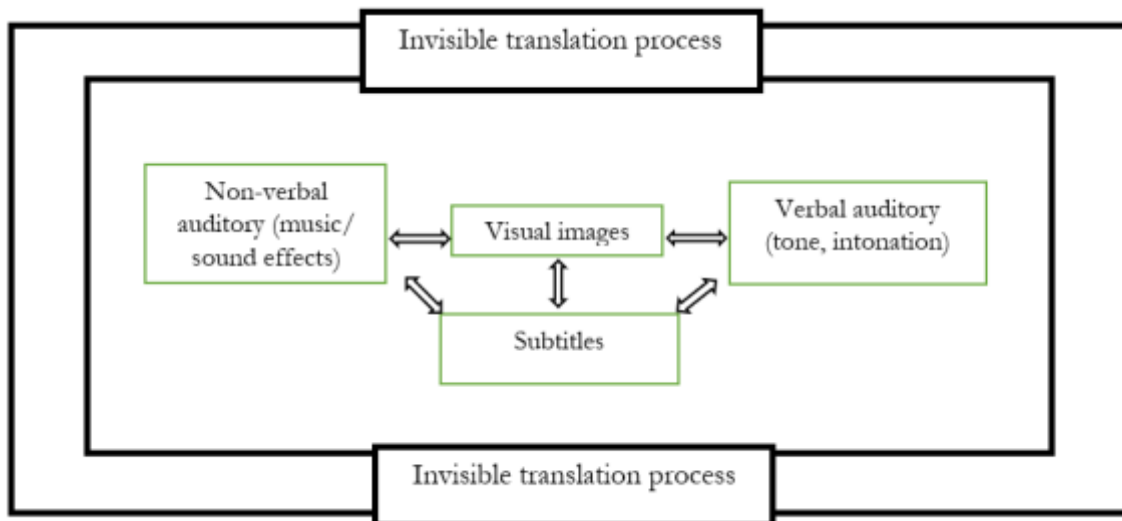 Invisible translation process
Non-verbal
auditory (music/
sound effects)
Visual images
Verbal auditory
(tone, intonation)
Subtitles
Invisible translation process